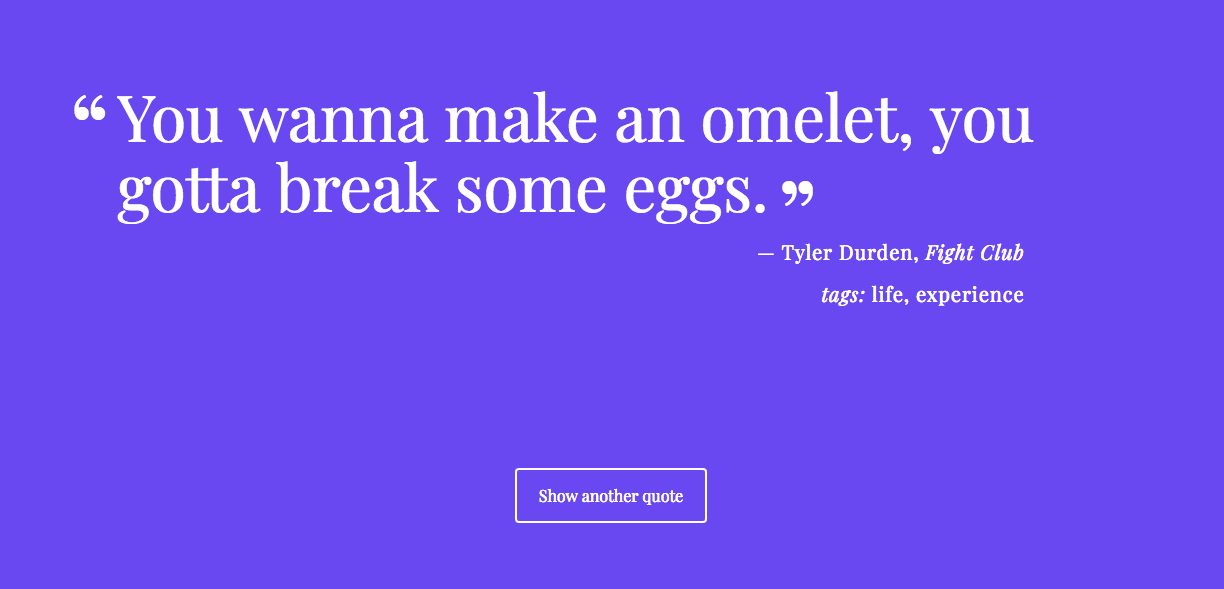 “ You wanna make an omelet, you
gotta break some eggs. ”
— Tyler Durden, Fight Club
tags: life, experience
Show another quote